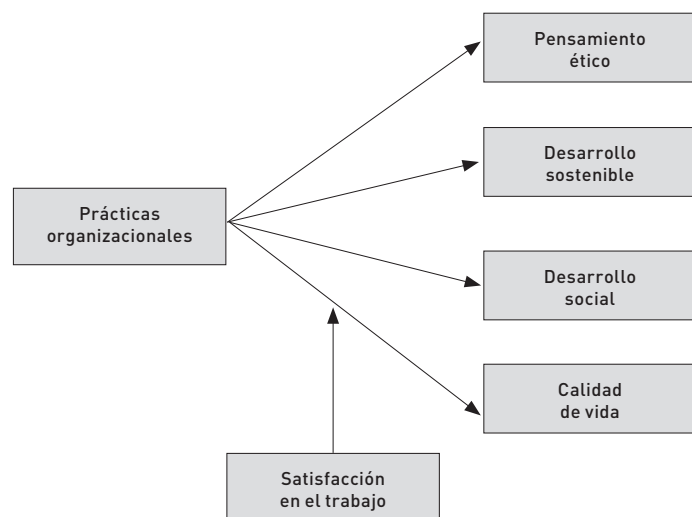 Pensamiento
ético
Desarrollo
sostenible
Prácticas
organizacionales
Desarrollo
social
Calidad
de vida
Satisfacción
en el trabajo